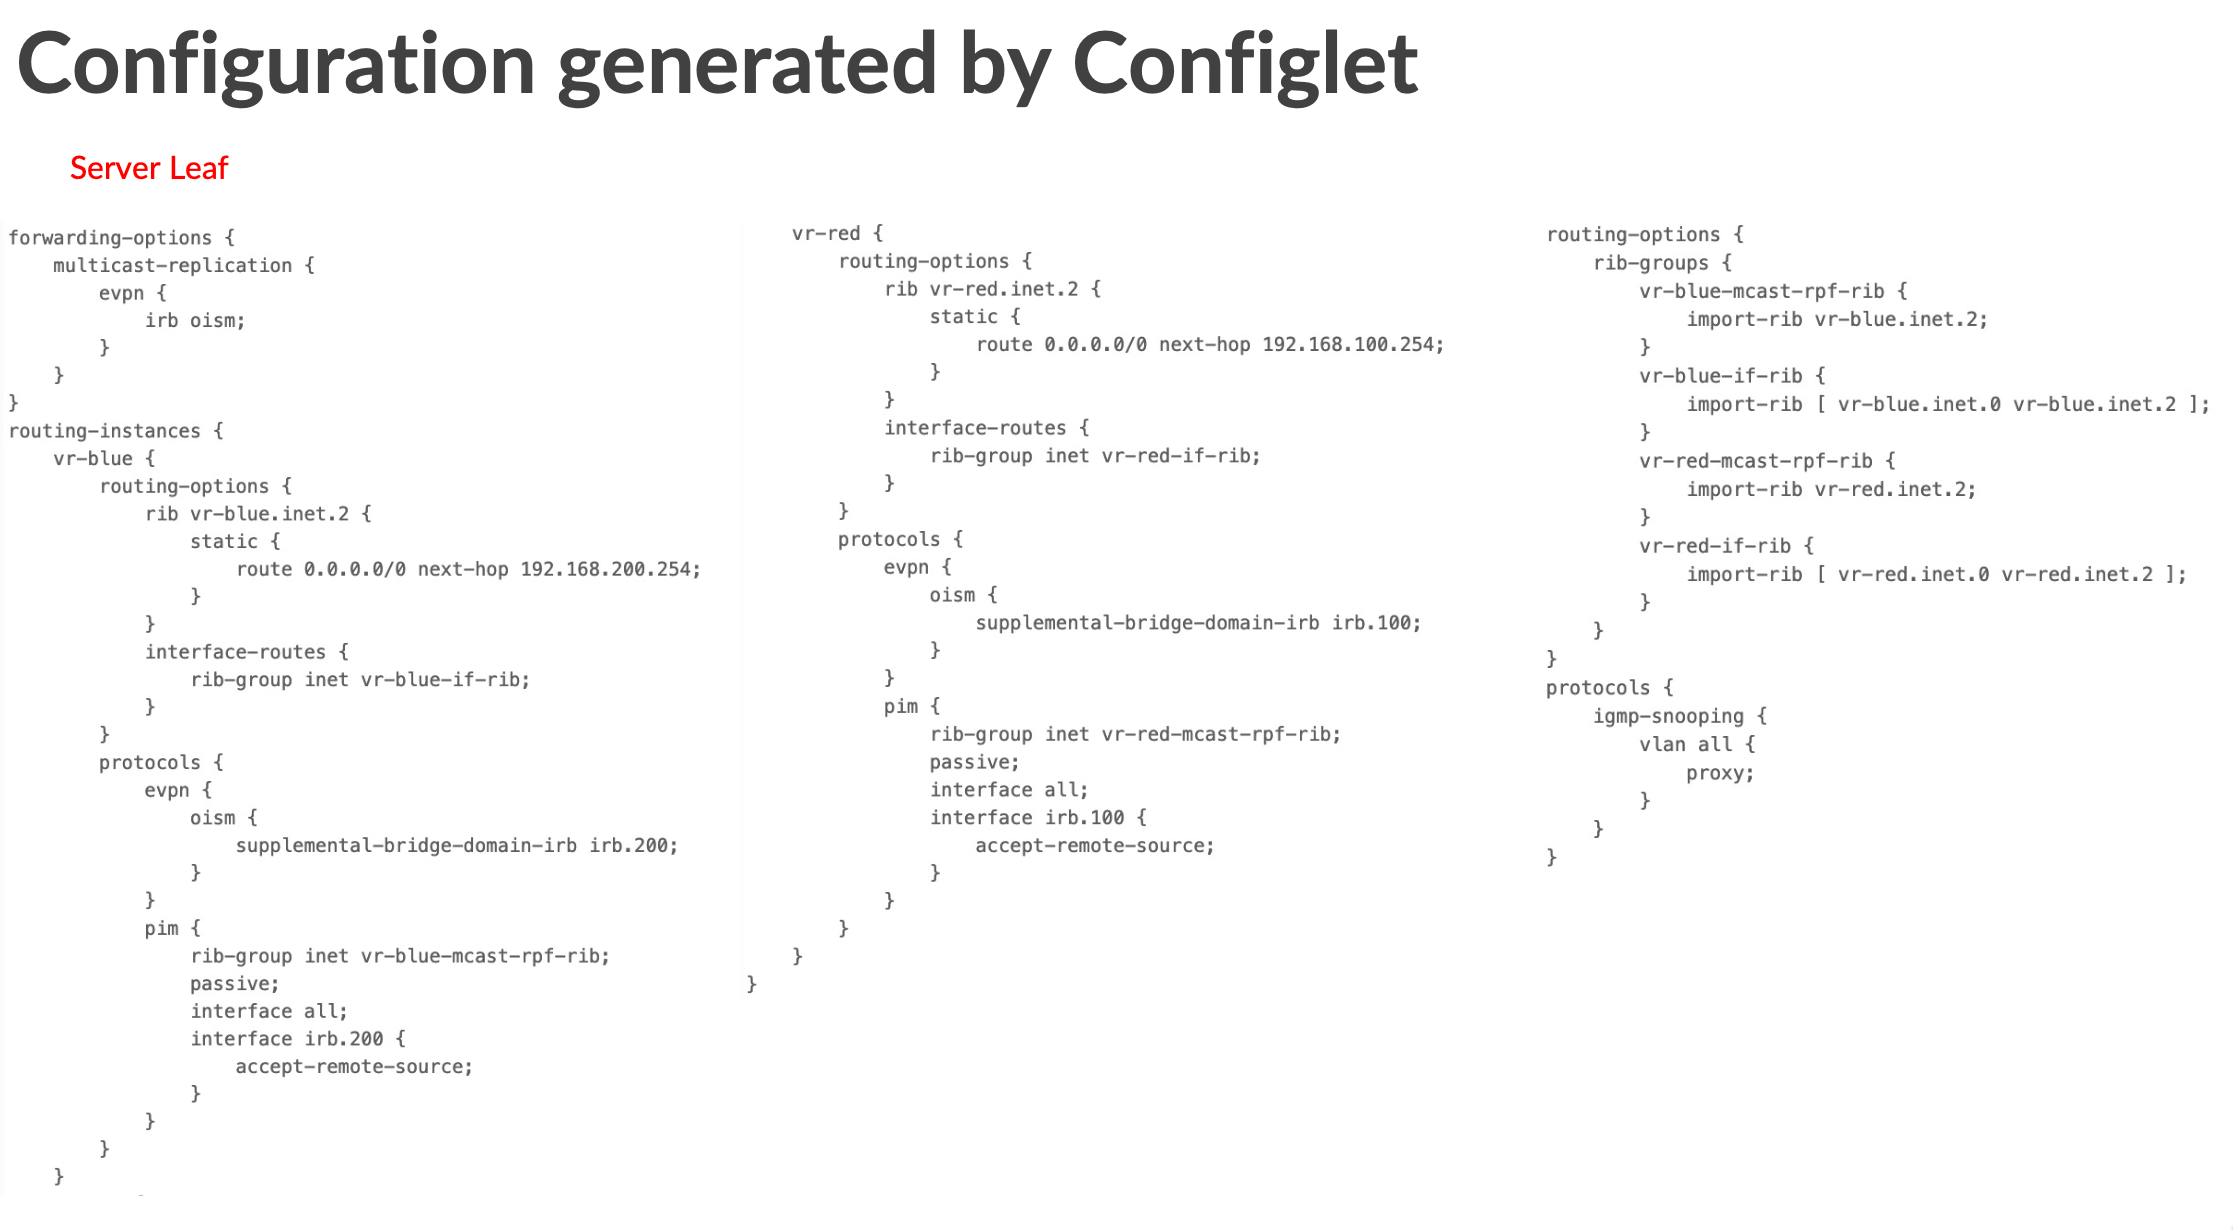 Configuration generated by Configlet
Server Leaf
forwarding-options {
    multicast-replication {
        evpn {
            irb oism;
        }
    }
}
routing-instances {
    vr-blue {
        routing-options {
            rib vr-blue.inet.2 {
                static {
                    route 0.0.0.0/0 next-hop 192.168.200.254;
                }
            }
            interface-routes {
                rib-group inet vr-blue-if-rib;
            }
        }
        protocols {
            evpn {
                oism {
                    supplemental-bridge-domain-irb irb.200;
                }
            }
            pim {
                rib-group inet vr-blue-mcast-rpf-rib;
                passive;
                interface all;
                interface irb.200 {
                    accept-remote-source;
                }
            }
        }
    }
    vr-red {
        routing-options {
            rib vr-red.inet.2 {
                static {
                    route 0.0.0.0/0 next-hop 192.168.100.254;
                }
            }
            interface-routes {
                rib-group inet vr-red-if-rib;
            }
        }
        protocols {
            evpn {
                oism {
                    supplemental-bridge-domain-irb irb.100;
                }
            }
            pim {
                rib-group inet vr-red-mcast-rpf-rib;
                passive;
                interface all;
                interface irb.100 {
                    accept-remote-source;
                }
            }
        }
    }
}
routing-options {
    rib-groups {
        vr-blue-mcast-rpf-rib {
            import-rib vr-blue.inet.2;
        }
        vr-blue-if-rib {
            import-rib [ vr-blue.inet.0 vr-blue.inet.2 ];
        }
        vr-red-mcast-rpf-rib {
            import-rib vr-red.inet.2;
        }
        vr-red-if-rib {
            import-rib [ vr-red.inet.0 vr-red.inet.2 ];
        }
    }
}
protocols {
    igmp-snooping {
        vlan all {
            proxy;
        }
    }
}